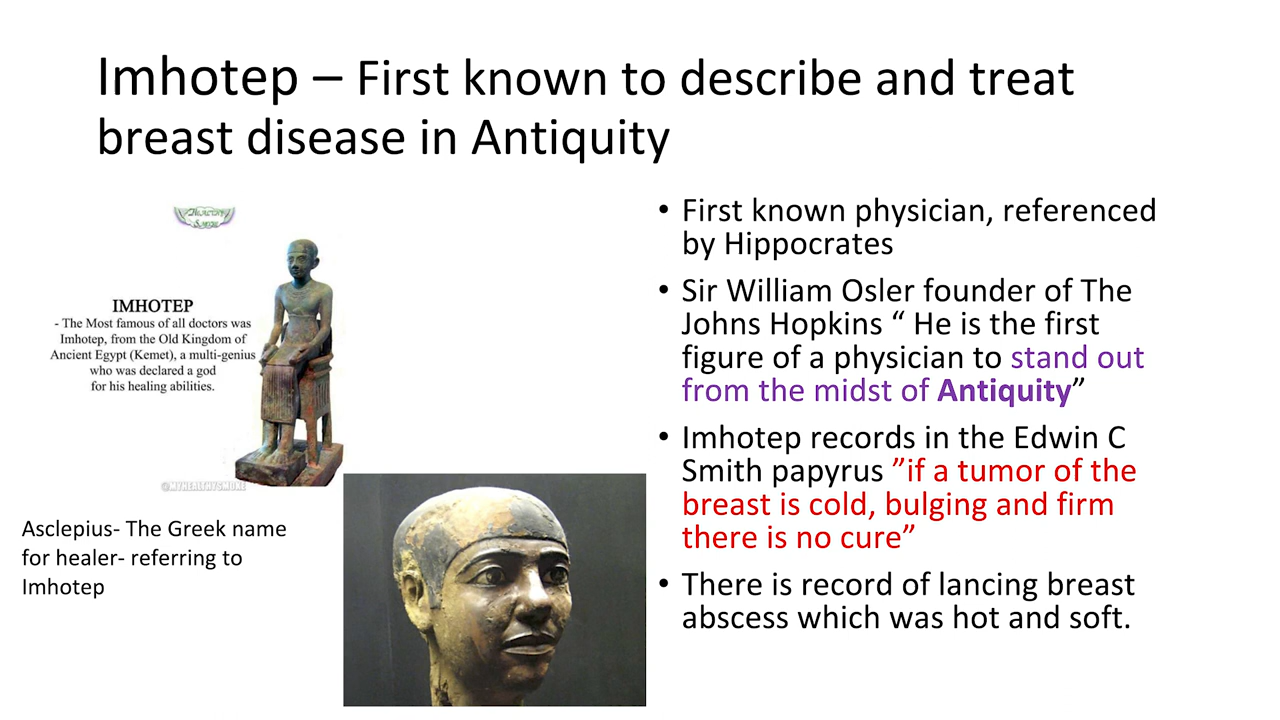 Imhotep – First known to describe and treat
breast disease in Antiquity
IMHOTEP
- The Most famous of all doctors was
Imhotep, from the Old Kingdom of
Ancient Egypt (Kemet), a multi-genius
who was declared a god
for his healing abilities.
@MYHEALTHYSMOKE
Asclepius- The Greek name
for healer- referring to
Imhotep
• First known physician, referenced
by Hippocrates
• Sir William Osler founder of The
Johns Hopkins “ He is the first
figure of a physician to stand out
from the midst of Antiquity”
• Imhotep records in the Edwin C
Smith papyrus ”if a tumor of the
breast is cold, bulging and firm
there is no cure”
• There is record of lancing breast
abscess which was hot and soft.